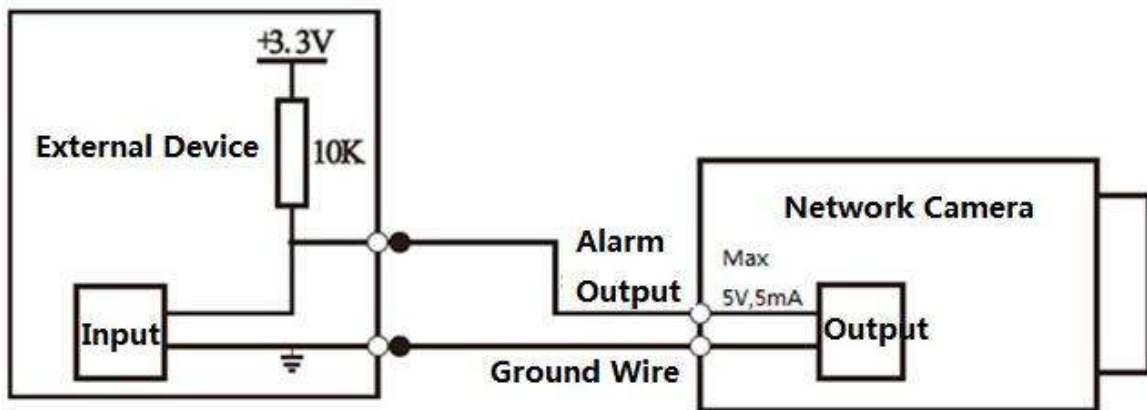 +3.3V
External Device
10K
Network Camera
Alarm
Output
Max
5V,5mA
Input
Output
Ground Wire